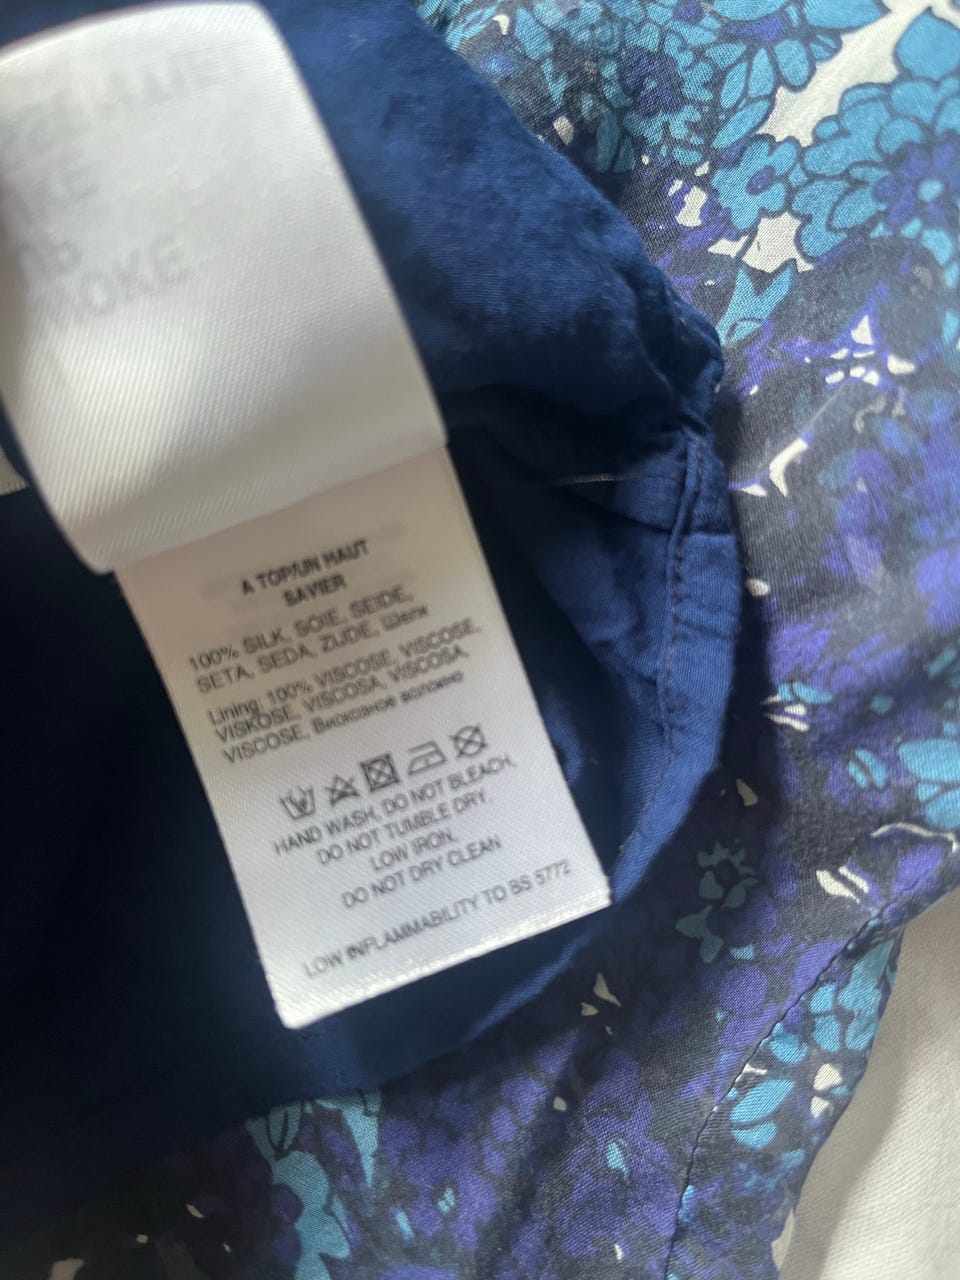 A TOP/UN HAUT
SAVIER
100% SILK, SOIE, SEIDE,
SETA, SEDA, ZIJDE, Шелк
Lining: 100% VISCOSE, VISCOSE,
VISKOSE, VISCOSA, VISCOSA,
VISCOSE, Вискозное волокно
HAND WASH, DO NOT BLEACH,
DO NOT TUMBLE DRY,
LOW IRON,
DO NOT DRY CLEAN
LOW INFLAMMABILITY TO BS 5772